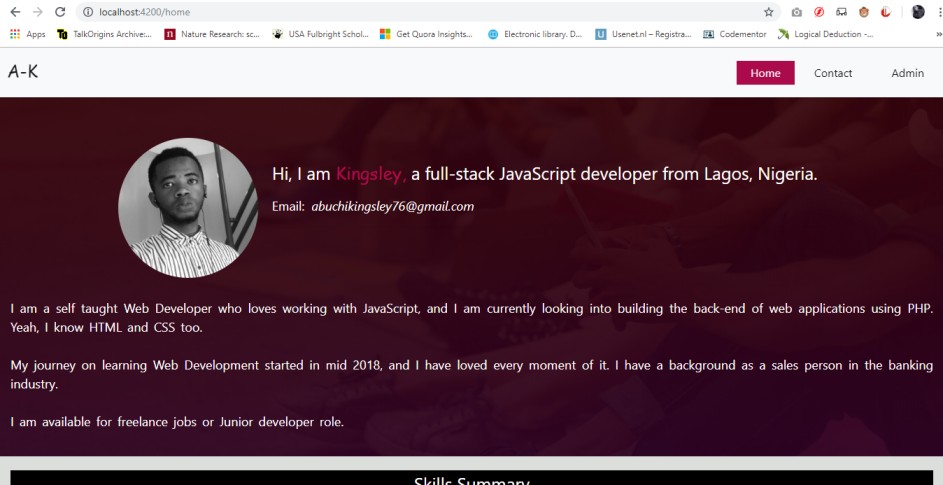 localhost:4200/home
Apps TalkOrigins Archive:... Nature Research: sc... USA Fulbright Schol... Get Quora Insights... Electronic library. D... Usenet.nl – Registra... Codementor Logical Deduction -... »
A-K Home Contact Admin
Hi, I am Kingsley, a full-stack JavaScript developer from Lagos, Nigeria.
Email: abuchikingsley76@gmail.com
I am a self taught Web Developer who loves working with JavaScript, and I am currently looking into building the back-end of web applications using PHP.
Yeah, I know HTML and CSS too.
My journey on learning Web Development started in mid 2018, and I have loved every moment of it. I have a background as a sales person in the banking
industry.
I am available for freelance jobs or Junior developer role.
Skills Summary